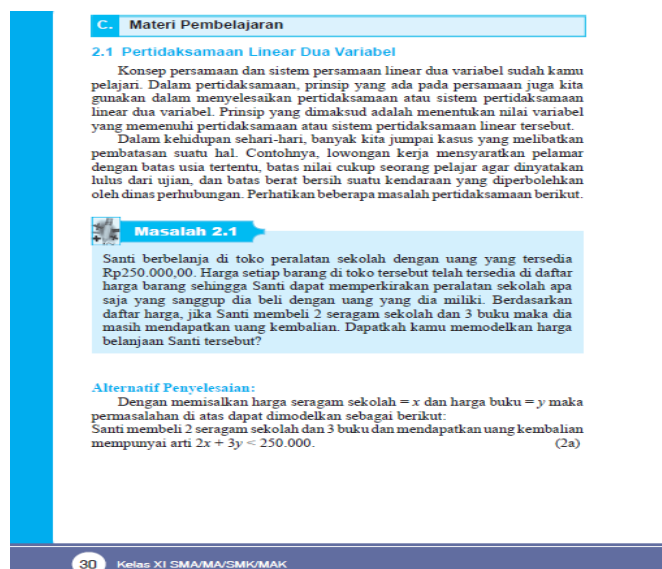 C. Materi Pembelajaran
2.1 Pertidaksamaan Linear Dua Variabel
Konsep persamaan dan sistem persamaan linear dua variabel sudah kamu
pelajari. Dalam pertidaksamaan, prinsip yang ada pada persamaan juga kita
gunakan dalam menyelesaikan pertidaksamaan atau sistem pertidaksamaan
linear dua variabel. Prinsip yang dimaksud adalah menentukan nilai variabel
yang memenuhi pertidaksamaan atau sistem pertidaksamaan linear tersebut.
Dalam kehidupan sehari-hari, banyak kita jumpai kasus yang melibatkan
pembatasan suatu hal. Contohnya, lowongan kerja mensyaratkan pelamar
dengan batas usia tertentu, batas nilai cukup seorang pelajar agar dinyatakan
lulus dari ujian, dan batas berat bersih suatu kendaraan yang diperbolehkan
oleh dinas perhubungan. Perhatikan beberapa masalah pertidaksamaan berikut.
Masalah 2.1
Santi berbelanja di toko peralatan sekolah dengan uang yang tersedia
Rp250.000,00. Harga setiap barang di toko tersebut telah tersedia di daftar
harga barang sehingga Santi dapat memperkirakan peralatan sekolah apa
saja yang sanggup dia beli dengan uang yang dia miliki. Berdasarkan
daftar harga, jika Santi membeli 2 seragam sekolah dan 3 buku maka dia
masih mendapatkan uang kembalian. Dapatkah kamu memodelkan harga
belanjaan Santi tersebut?
Alternatif Penyelesaian:
Dengan memisalkan harga seragam sekolah = x dan harga buku = y maka
permasalahan di atas dapat dimodelkan sebagai berikut:
Santi membeli 2 seragam sekolah dan 3 buku dan mendapatkan uang kembalian
mempunyai arti 2x + 3y < 250.000. (2a)
30 Kelas XI SMA/MA/SMK/MAK